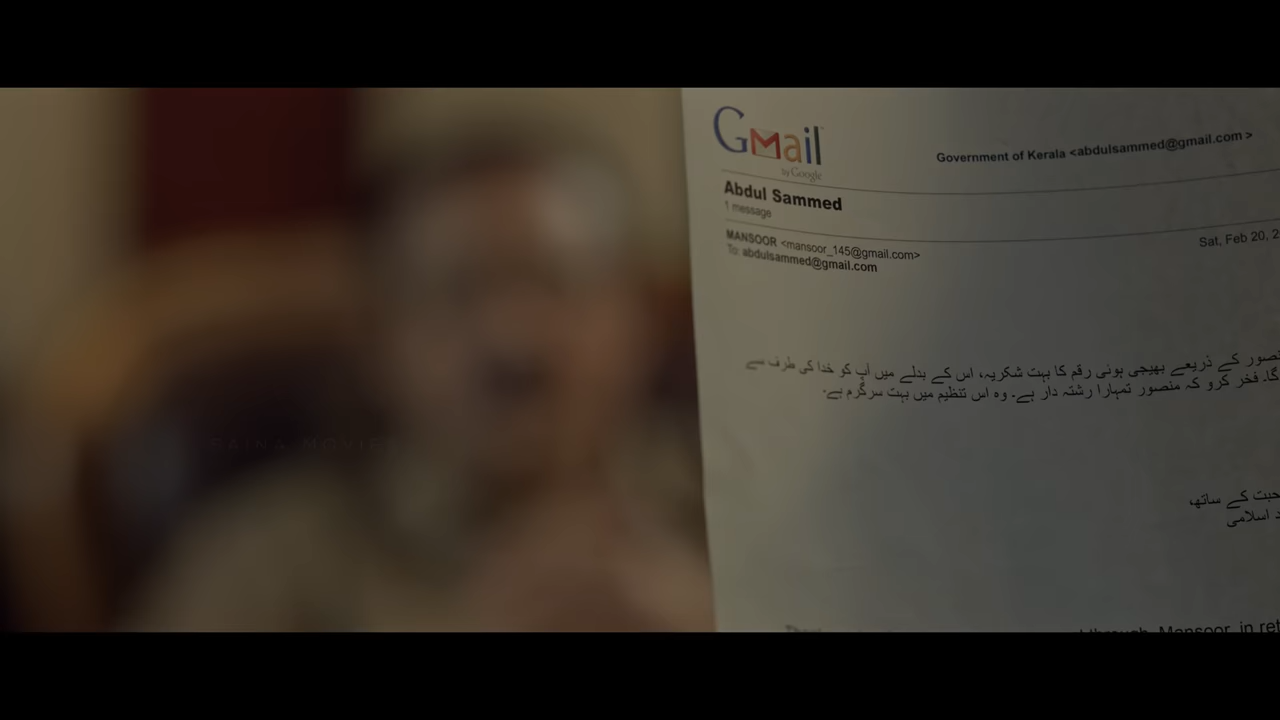 Gmail
by Google
Government of Kerala <abdulsammed@gmail.com >
Abdul Sammed
1 message
MANSOOR <mansoor_145@gmail.com>
Sat, Feb 20, 2
To: abdulsammed@gmail.com
کے ذریعے بھیجی ہوئی رقم کا بہت شکریہ، اس کے بدلے میں آپ کو خدا کی طرف سے
گا۔ فخر کرو کہ منصور تمہارا رشتہ دار ہے۔ وہ اس تنظیم میں بہت سرگرم ہے۔
کے ساتھ،
اسلامی
through, Mansoor, in
SAINA MOVIES